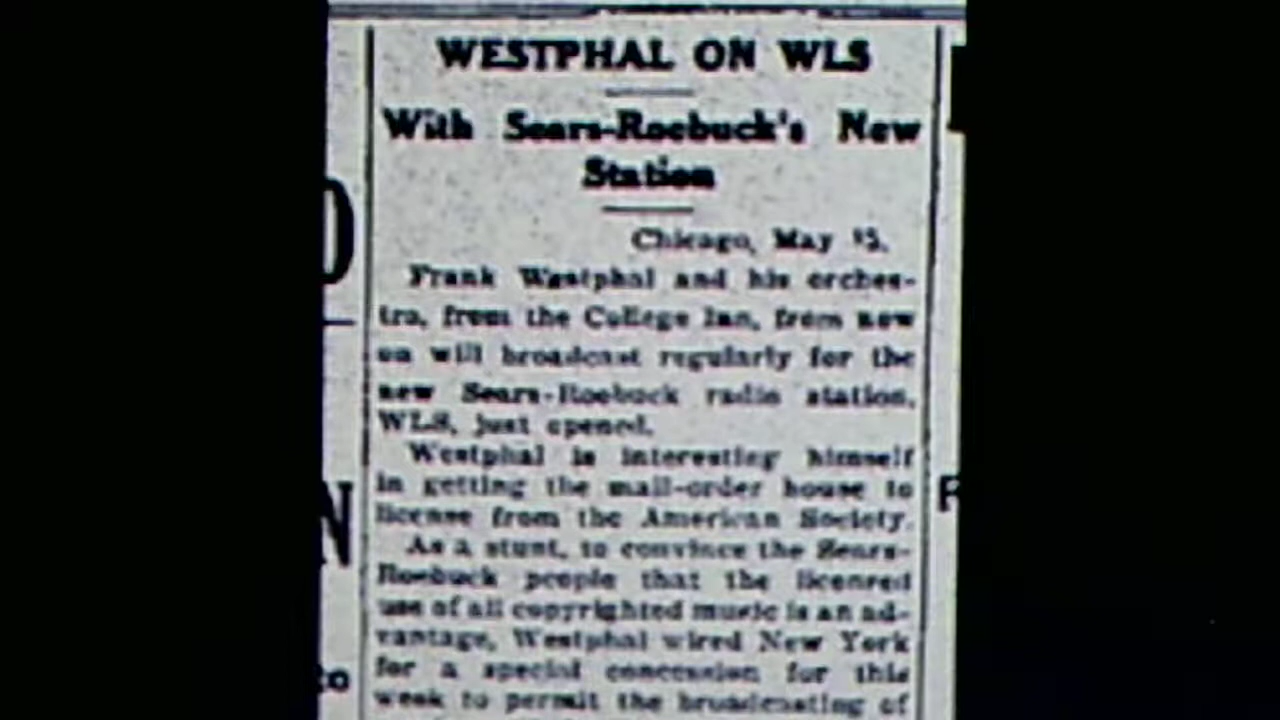 WESTPHAL ON WLS
With Sears-Roebuck's New
Station
Chicago, May 15.
Frank Westphal and his orches-
tra, from the College Inn, from now
on will broadcast regularly for the
new Sears-Roebuck radio station,
WLS, just opened.
Westphal is interesting himself
in getting the mail-order house to
license from the American Society.
As a stunt, to convince the Sears-
Roebuck people that the licensed
use of all copyrighted music is an ad-
vantage, Westphal wired New York
for a special concession for this
week to permit the broadcasting of